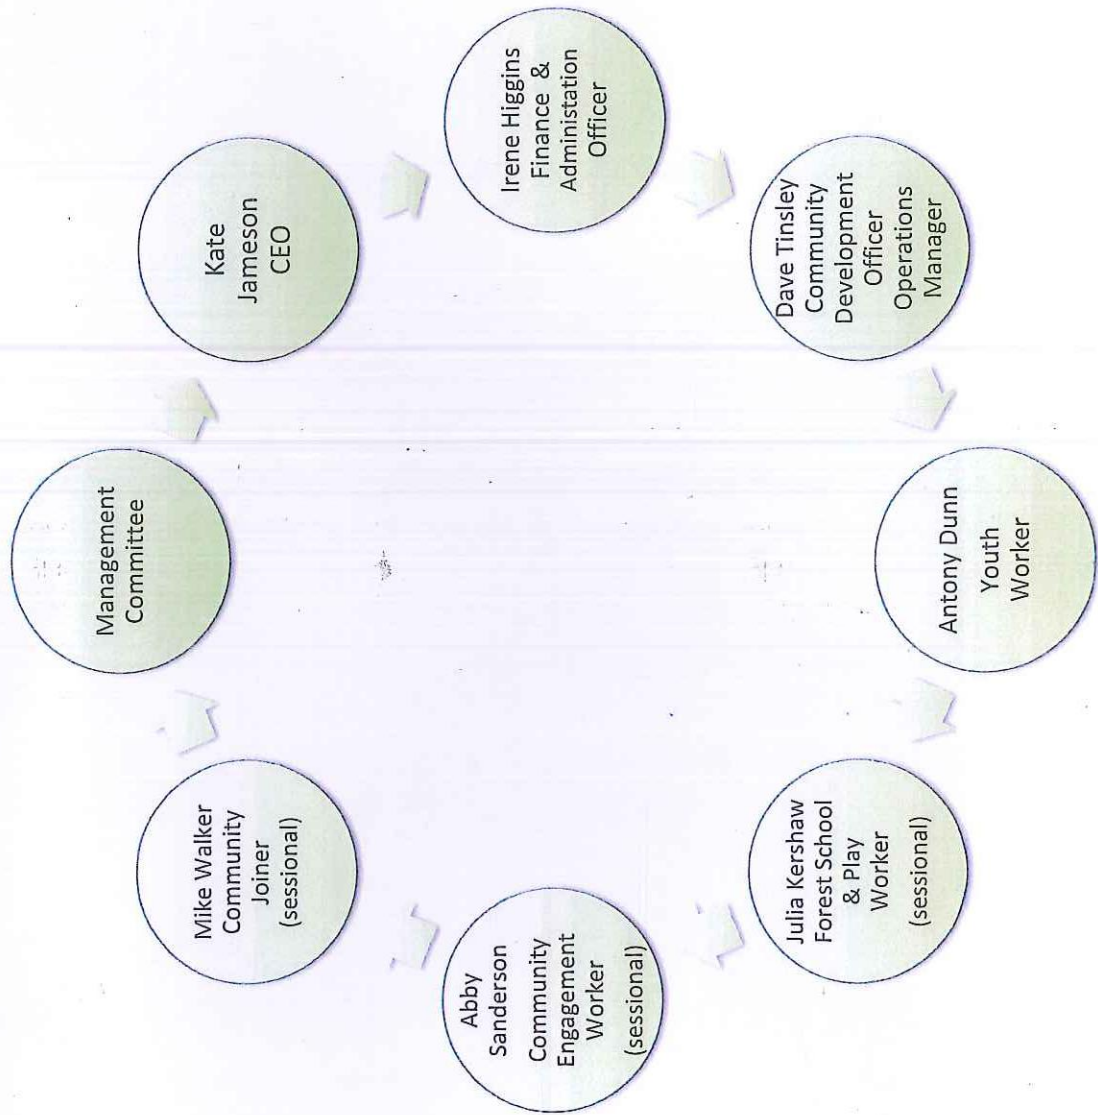 Management
Committee
Kate
Jameson
CEO
Irene Higgins
Finance &
Administation
Officer
Dave Tinsley
Community
Development
Officer
Operations
Manager
Antony Dunn
Youth
Worker
Julia Kershaw
Forest School
& Play
Worker
(sessional)
Abby
Sanderson
Community
Engagement
Worker
(sessional)
Mike Walker
Community
Joiner
(sessional)